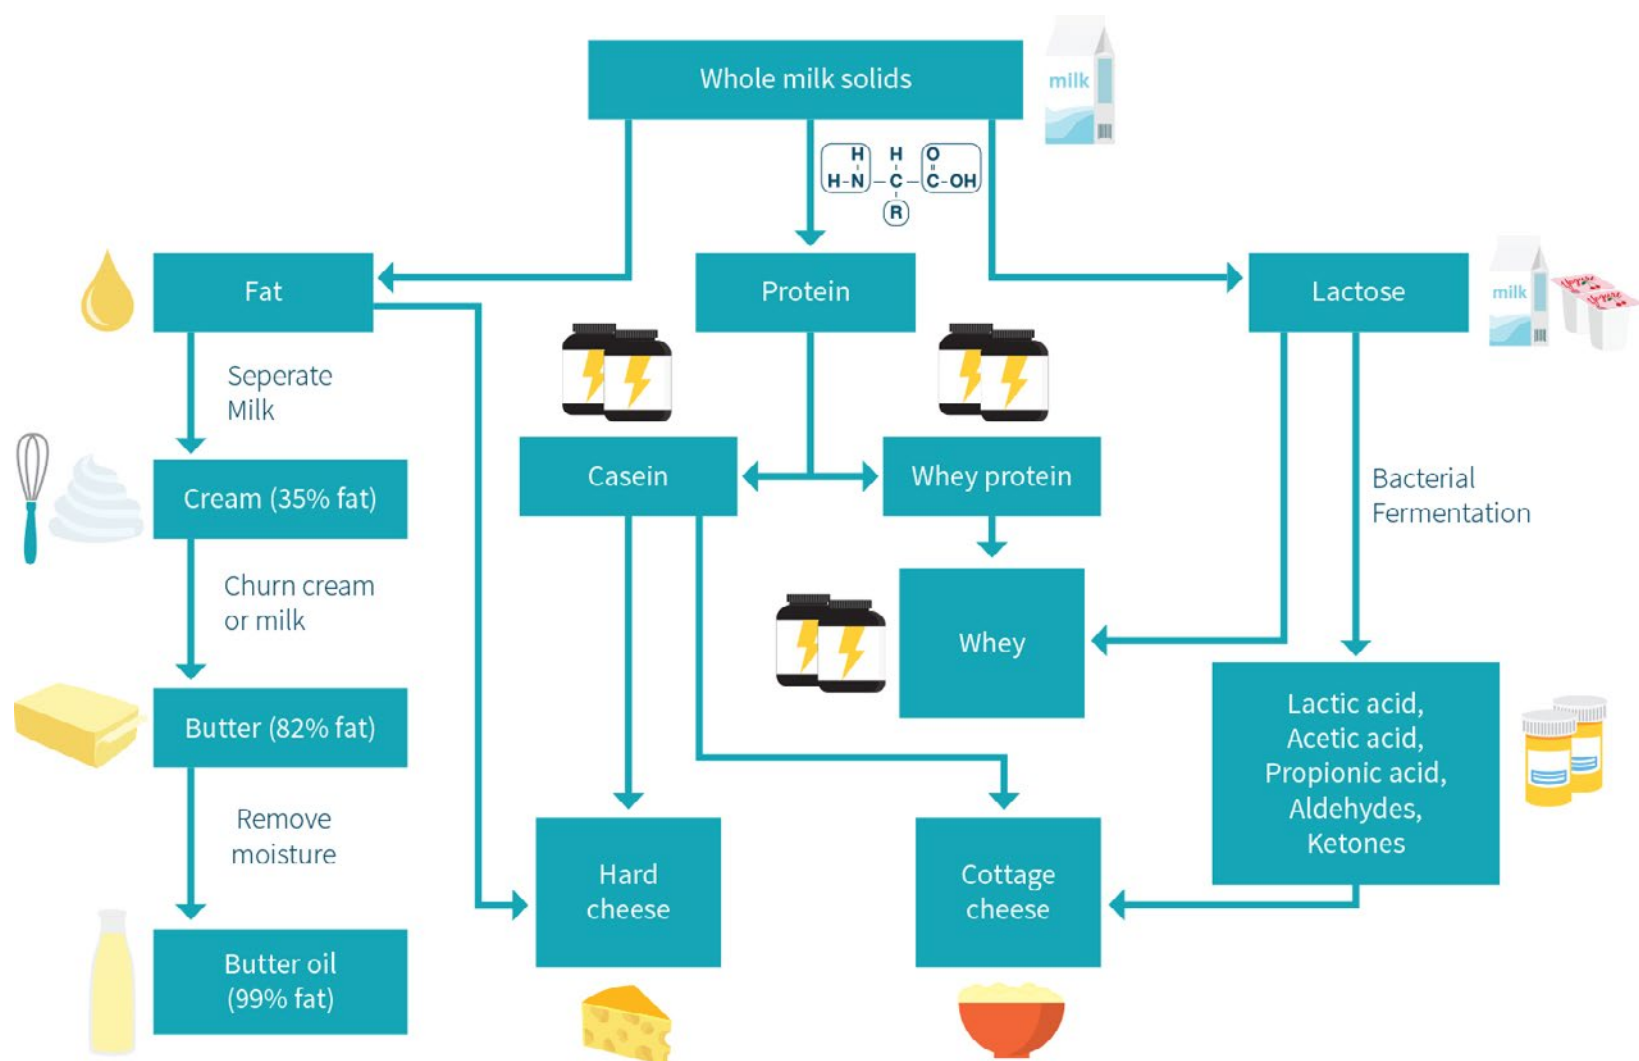 Whole milk solids
milk
H H O
H-N-C-C-OH
R
Fat
Protein
Lactose
milk
Seperate
Milk
Casein
Whey protein
Bacterial
Fermentation
Cream (35% fat)
Churn cream
or milk
Whey
Butter (82% fat)
Lactic acid,
Acetic acid,
Propionic acid,
Aldehydes,
Ketones
Remove
moisture
Hard
cheese
Cottage
cheese
Butter oil
(99% fat)